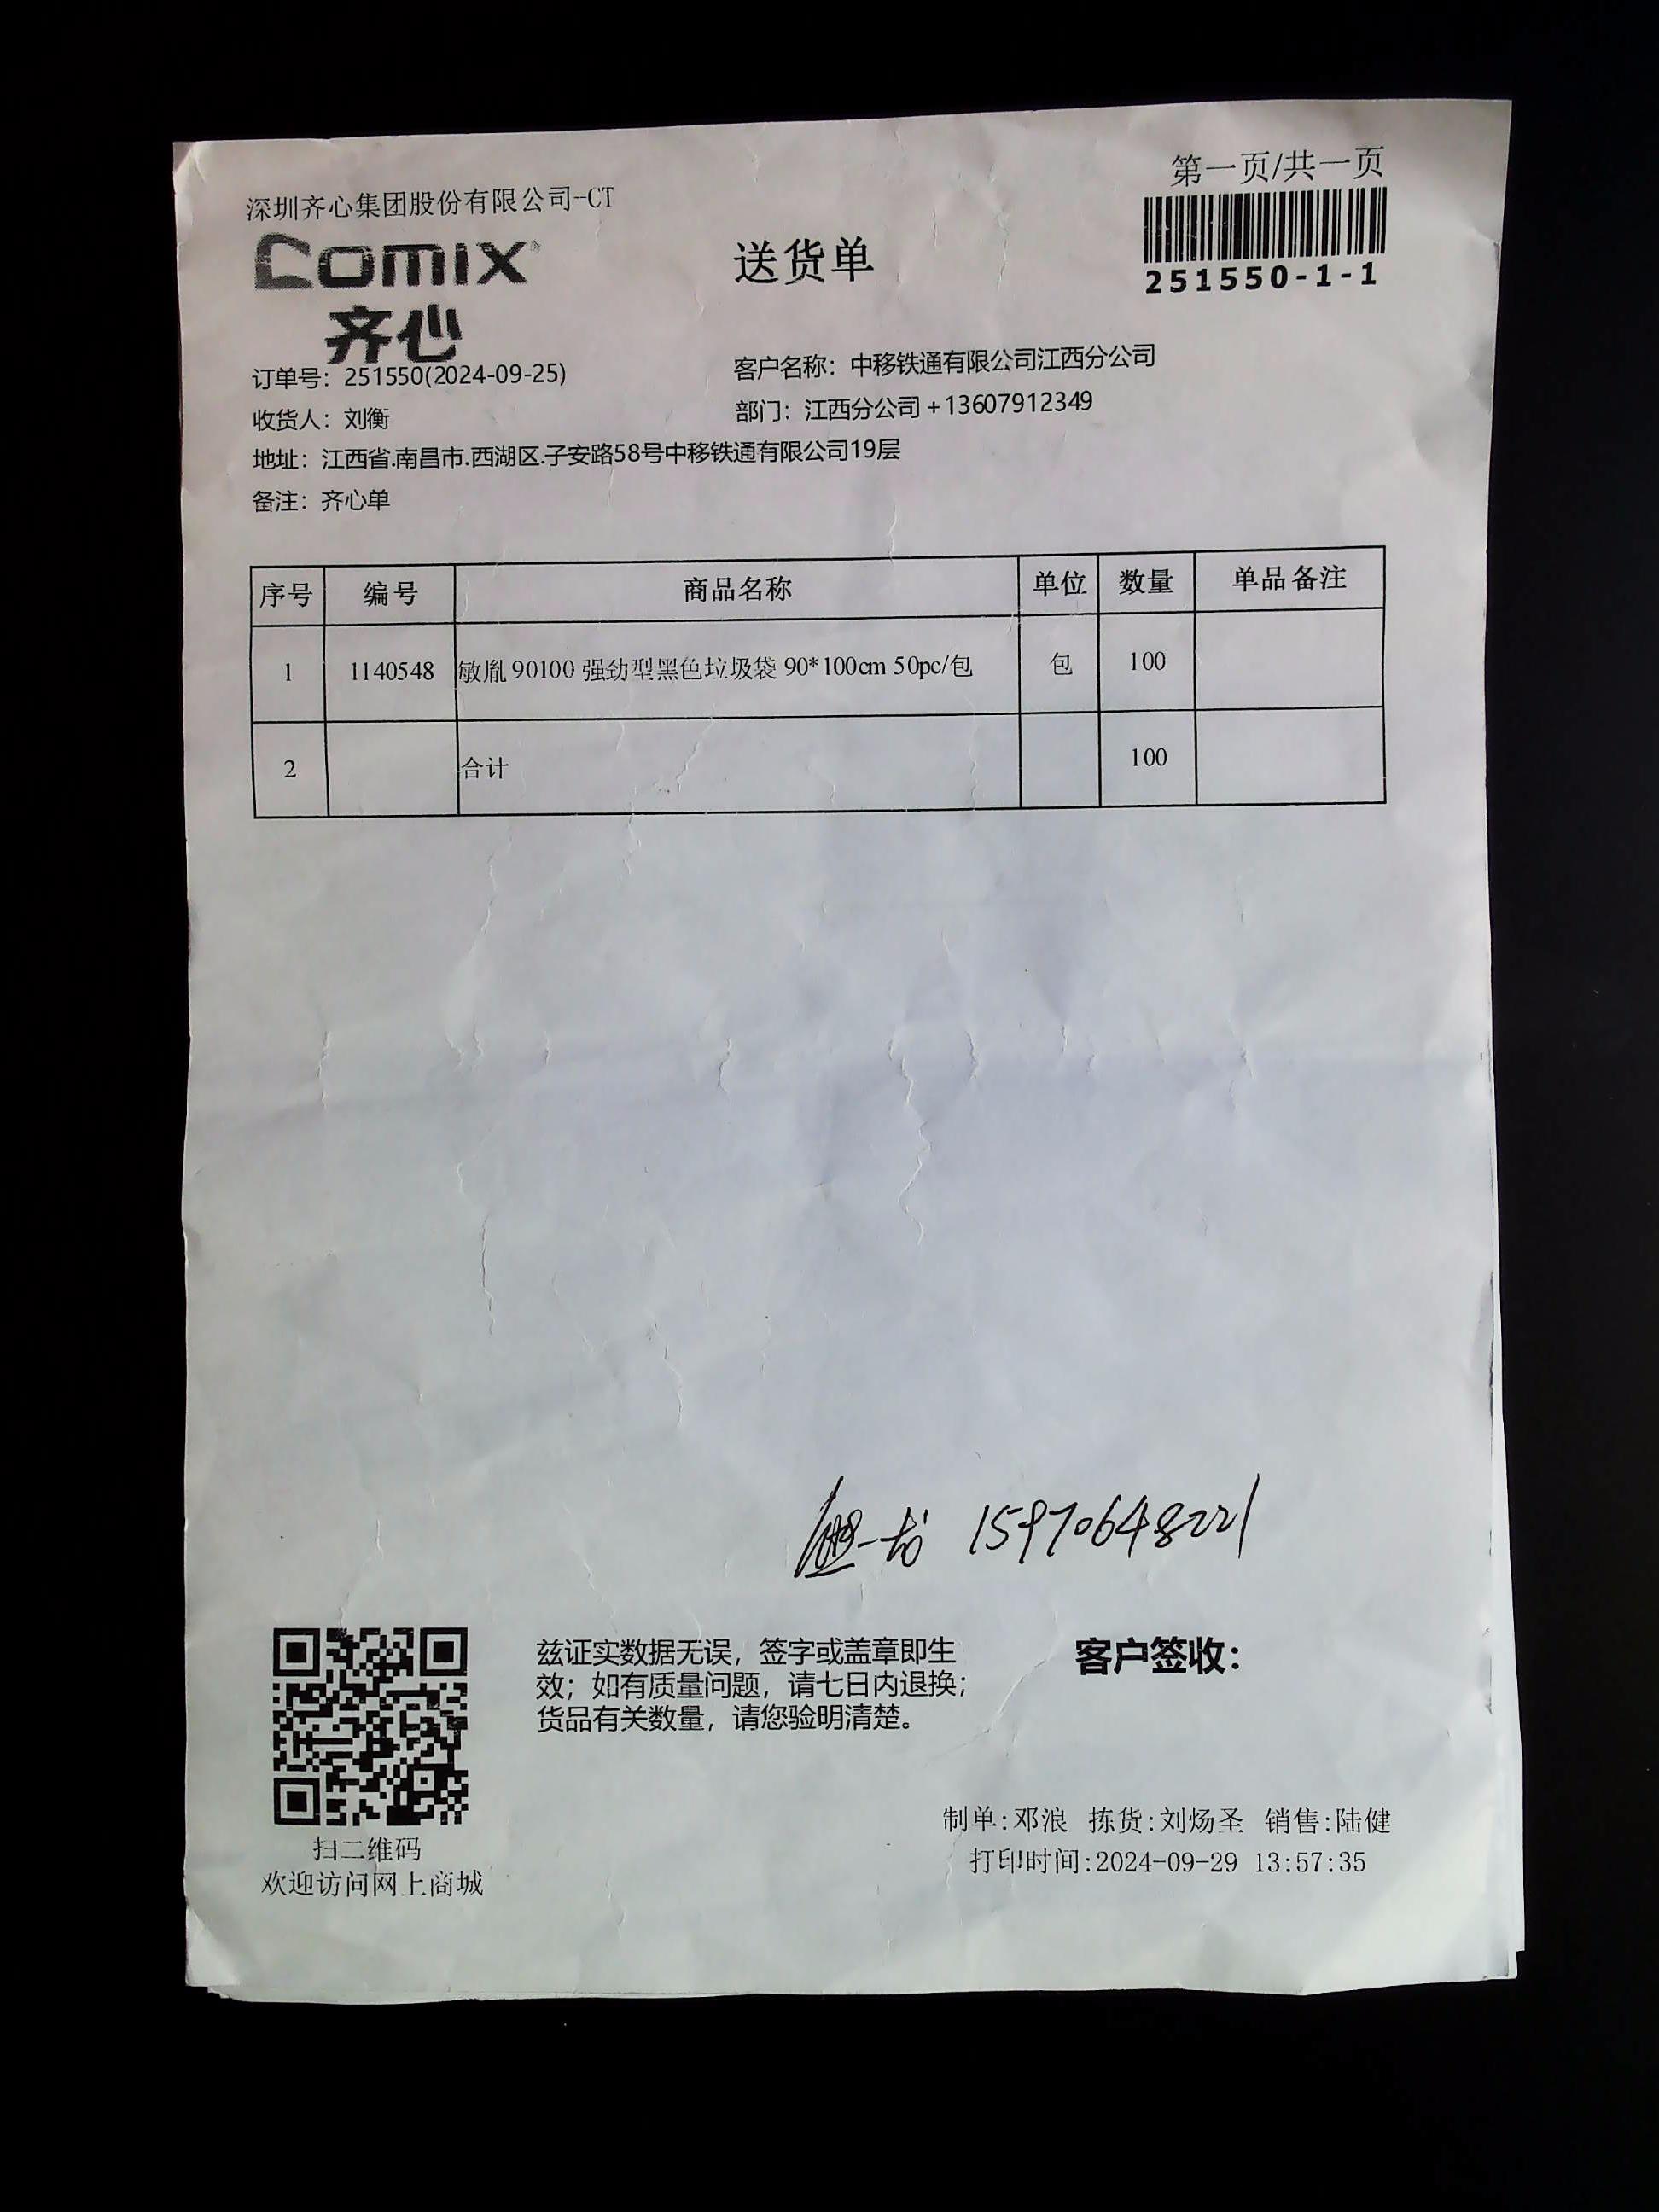 第一页/共一页
深圳齐心集团股份有限公司-CT
comix
齐心
送货单
251550-1-1
订单号：251550(2024-09-25)
客户名称：中移铁通有限公司江西分公司
收货人：刘衡
部门：江西分公司+13607912349
地址：江西省.南昌市.西湖区.子安路58号中移铁通有限公司19层
备注：齐心单
序号 编号 商品名称 单位 数量 单品备注
1 1140548 敏胤 90100 强劲型黑色垃圾袋 90*100cm 50pc/包 包 100
2 合计 100
15970648221
兹证实数据无误，签字或盖章即生
效；如有质量问题，请七日内退换；
货品有关数量，请您验明清楚。
客户签收：
扫二维码
欢迎访问网上商城
制单:邓浪 拣货:刘炀圣 销售:陆健
打印时间:2024-09-29 13:57:35